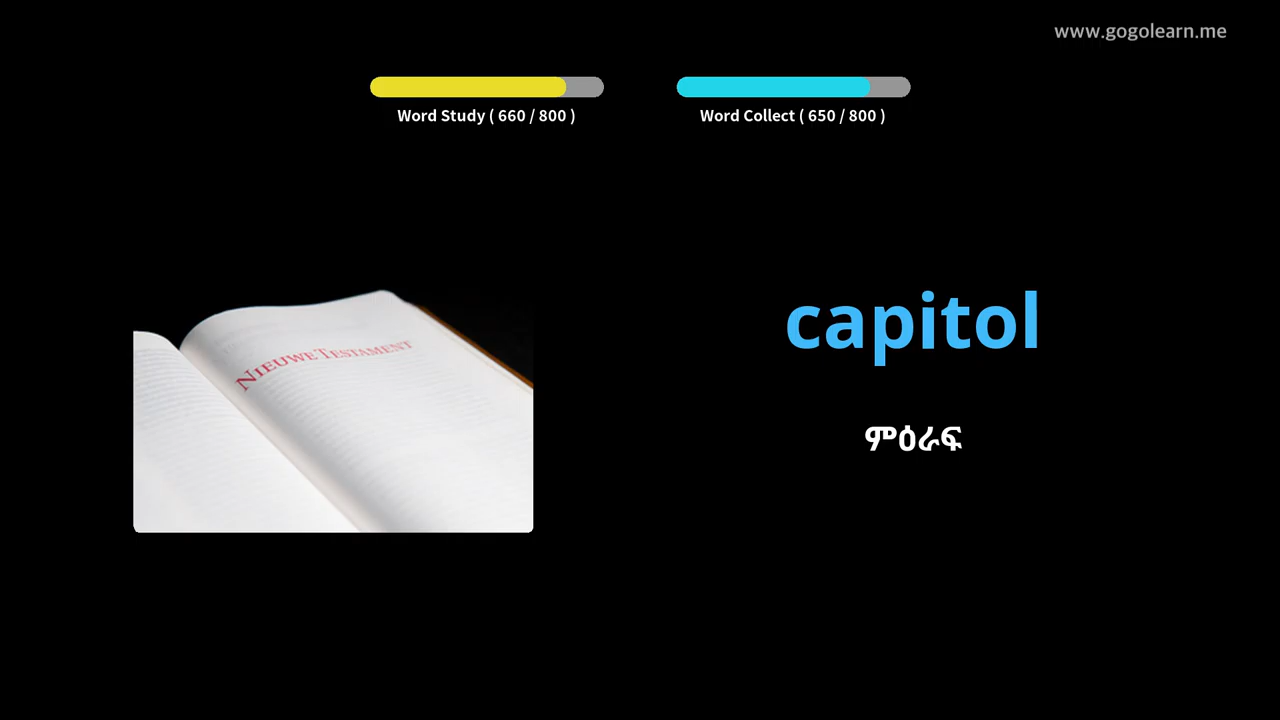 www.gogolearn.me
Word Study ( 660 / 800 )
Word Collect ( 650 / 800 )
NIEUWE TESTAMENT
capitol
ምዕራፍ